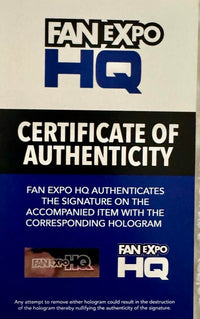 FAN EXPO
HQ
CERTIFICATE OF
AUTHENTICITY
FAN EXPO HQ AUTHENTICATES
THE SIGNATURE ON THE
ACCOMPANIED ITEM WITH THE
CORRESPONDING HOLOGRAM
FAN EXPO HQ
FAN EXPO
HQ
Any attempt to remove either hologram could result in the destruction
of the hologram thereby nullifying the authenticity of the signature.